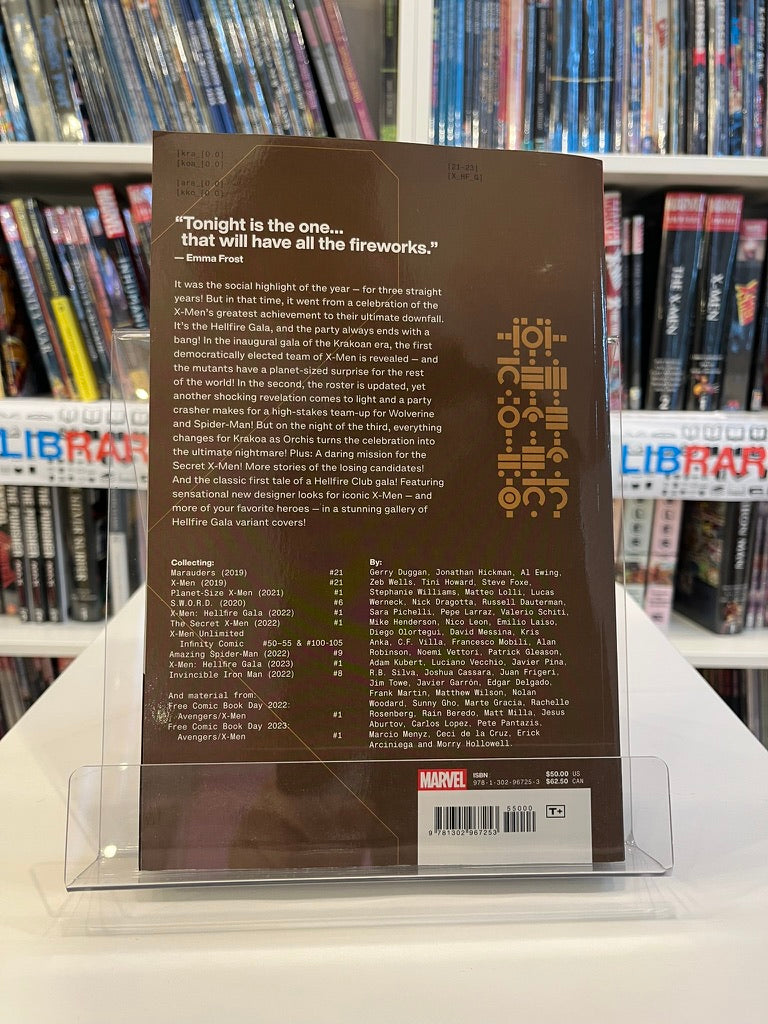 [kra_[0.0]
[koa_[0.0]
[ara_[0.0]
[kko_[0.0]
[21-23]
[X_HF_G]
“Tonight is the one...
that will have all the fireworks.”
— Emma Frost
It was the social highlight of the year — for three straight
years! But in that time, it went from a celebration of the
X-Men’s greatest achievement to their ultimate downfall.
It’s the Hellfire Gala, and the party always ends with a
bang! In the inaugural gala of the Krakoan era, the first
democratically elected team of X-Men is revealed — and
the mutants have a planet-sized surprise for the rest
of the world! In the second, the roster is updated, yet
another shocking revelation comes to light and a party
crasher makes for a high-stakes team-up for Wolverine
and Spider-Man! But on the night of the third, everything
changes for Krakoa as Orchis turns the celebration into
the ultimate nightmare! Plus: A daring mission for the
Secret X-Men! More stories of the losing candidates!
And the classic first tale of a Hellfire Club gala! Featuring
sensational new designer looks for iconic X-Men — and
more of your favorite heroes — in a stunning gallery of
Hellfire Gala variant covers!
Collecting:
Marauders (2019) #21
X-Men (2019) #21
Planet-Size X-Men (2021) #1
S.W.O.R.D. (2020) #6
X-Men: Hellfire Gala (2022) #1
The Secret X-Men (2022) #1
X-Men Unlimited
Infinity Comic #50-55 & #100-105
Amazing Spider-Man (2022) #9
X-Men: Hellfire Gala (2023) #1
Invincible Iron Man (2022) #8
And material from:
Free Comic Book Day 2022:
Avengers/X-Men #1
Free Comic Book Day 2023:
Avengers/X-Men #1
By:
Gerry Duggan, Jonathan Hickman, Al Ewing,
Zeb Wells, Tini Howard, Steve Foxe,
Stephanie Williams, Matteo Lolli, Lucas
Werneck, Nick Dragotta, Russell Dauterman,
Sara Pichelli, Pepe Larraz, Valerio Schiti,
Mike Henderson, Nico Leon, Emilio Laiso,
Diego Olortegui, David Messina, Kris
Anka, C.F. Villa, Francesco Mobili, Alan
Robinson, Noemi Vettori, Patrick Gleason,
Adam Kubert, Luciano Vecchio, Javier Pina,
R.B. Silva, Joshua Cassara, Juan Frigeri,
Jim Towe, Javier Garrón, Edgar Delgado,
Frank Martin, Matthew Wilson, Nolan
Woodard, Sunny Gho, Marte Gracia, Rachelle
Rosenberg, Rain Beredo, Matt Milla, Jesus
Aburtov, Carlos Lopez, Pete Pantazis,
Marcio Menyz, Ceci de la Cruz, Erick
Arciniega and Morry Hollowell.
MARVEL
ISBN
978-1-302-96725-3
$50.00 US
$62.50 CAN
55000
T+
9 781302 967253
LIBRAR
LIBRAR
THE X-MEN
X-MEN